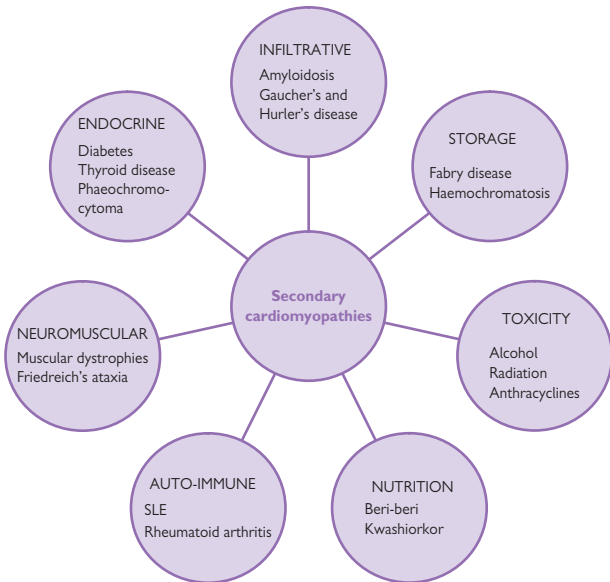 INFILTRATIVE
Amyloidosis
Gaucher's and
Hurler's disease
STORAGE
Fabry disease
Haemochromatosis
TOXICITY
Alcohol
Radiation
Anthracyclines
NUTRITION
Beri-beri
Kwashiorkor
AUTO-IMMUNE
SLE
Rheumatoid arthritis
NEUROMUSCULAR
Muscular dystrophies
Friedreich's ataxia
ENDOCRINE
Diabetes
Thyroid disease
Phaeochromo-
cytoma
Secondary
cardiomyopathies